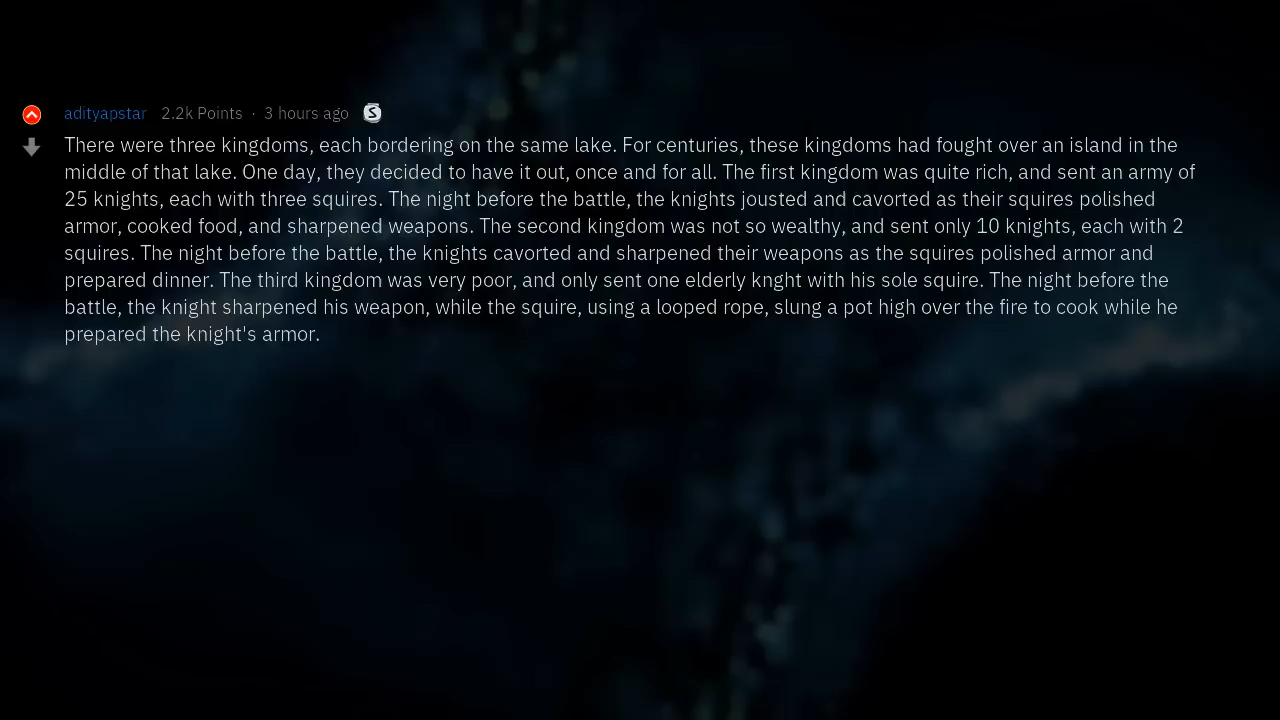 adityapstar 2.2k Points · 3 hours ago S
There were three kingdoms, each bordering on the same lake. For centuries, these kingdoms had fought over an island in the
middle of that lake. One day, they decided to have it out, once and for all. The first kingdom was quite rich, and sent an army of
25 knights, each with three squires. The night before the battle, the knights jousted and cavorted as their squires polished
armor, cooked food, and sharpened weapons. The second kingdom was not so wealthy, and sent only 10 knights, each with 2
squires. The night before the battle, the knights cavorted and sharpened their weapons as the squires polished armor and
prepared dinner. The third kingdom was very poor, and only sent one elderly knght with his sole squire. The night before the
battle, the knight sharpened his weapon, while the squire, using a looped rope, slung a pot high over the fire to cook while he
prepared the knight's armor.